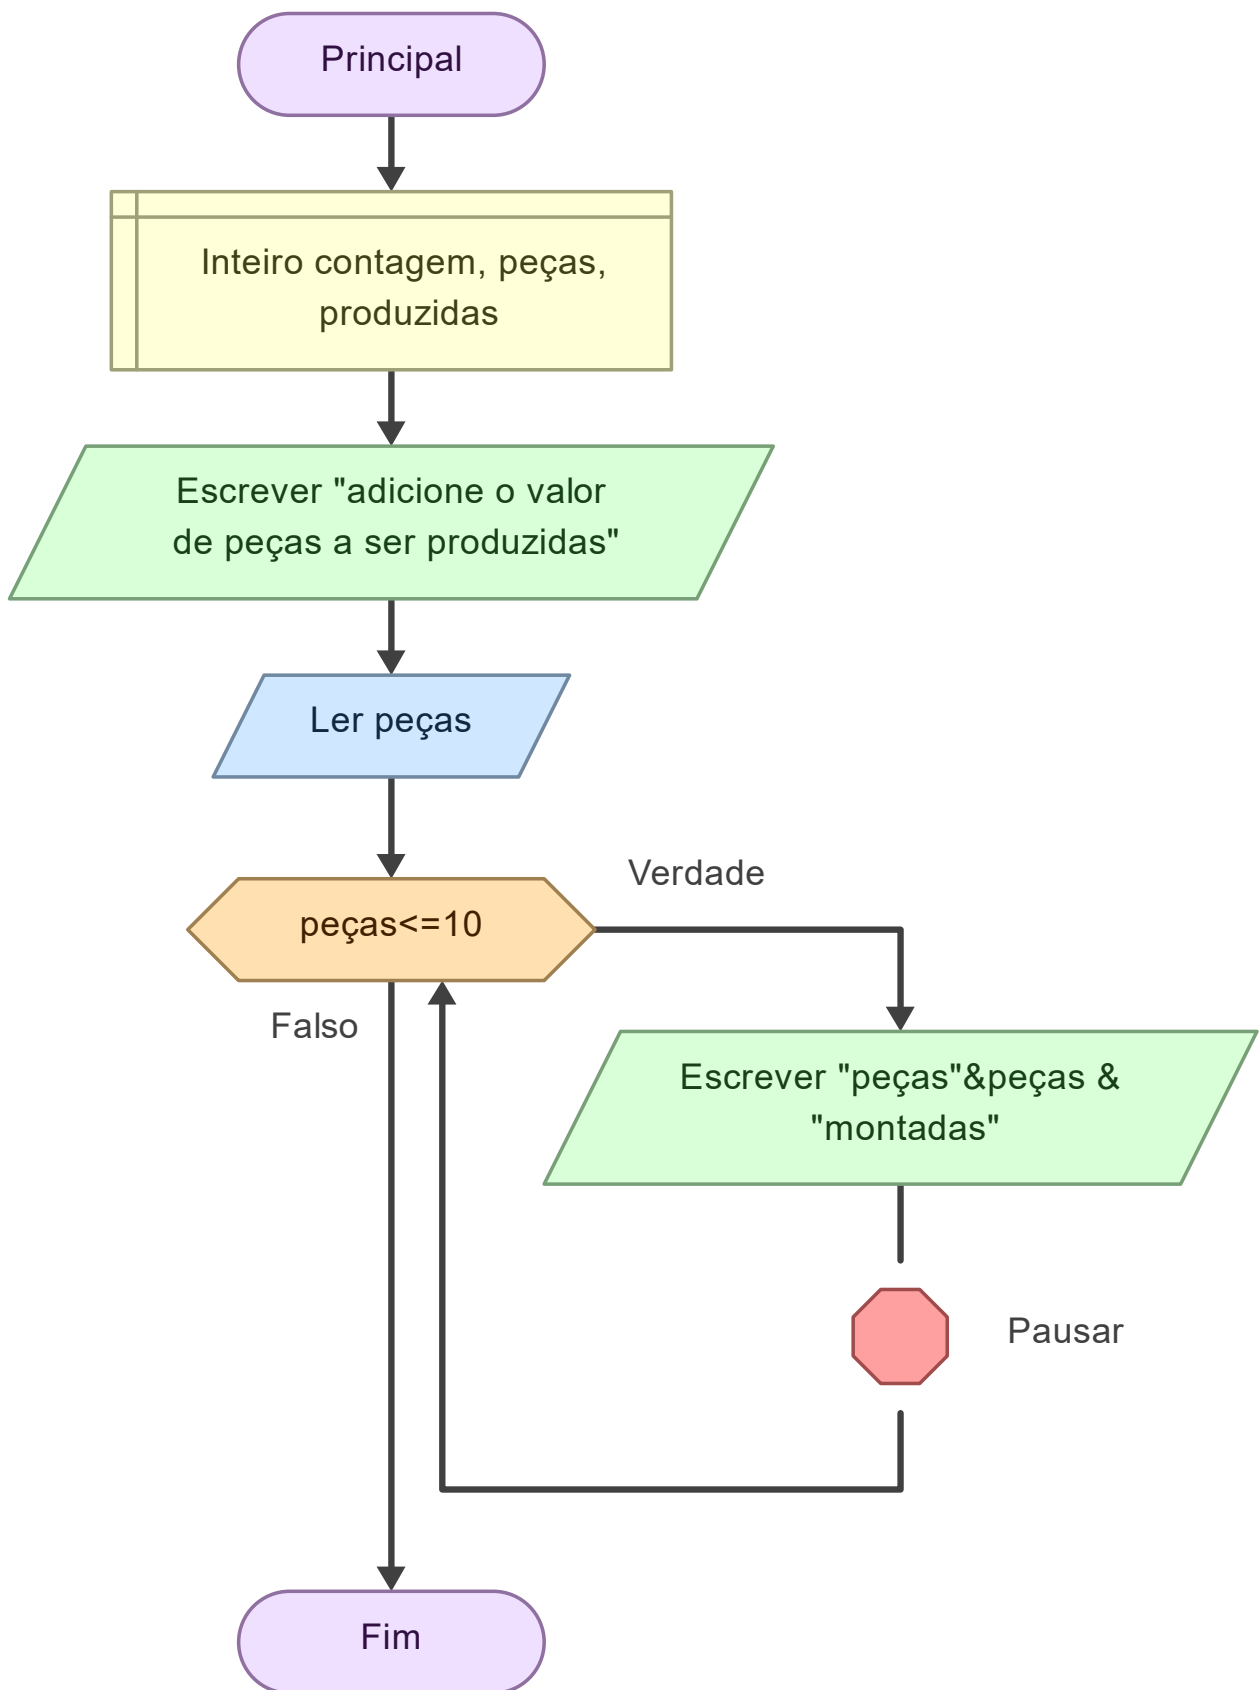 Principal
Inteiro contagem, peças,
produzidas
Escrever "adicione o valor
de peças a ser produzidas"
Ler peças
Verdade
peças<=10
Falso
Escrever "peças"&peças &
"montadas"
Pausar
Fim